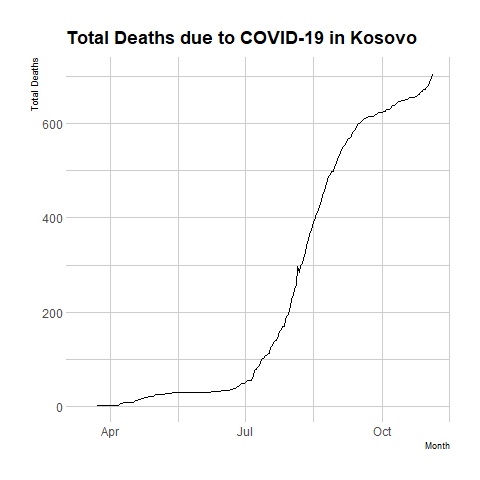 Total Deaths due to COVID-19 in Kosovo
Total Deaths
600
400
200
0
Apr Jul Oct
Month